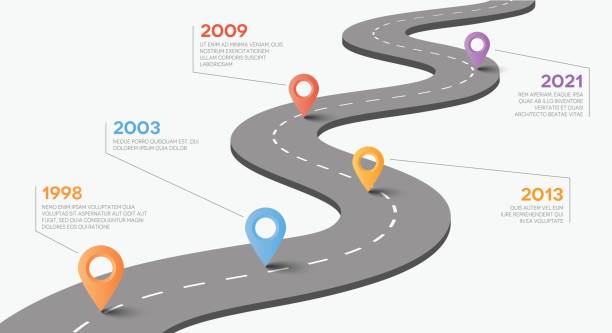 2009
UT ENIM AD MINIMA VENIAM, QUIS
NOSTRUM EXERCITATIONEM
ULLAM CORPORIS SUSCIPIT
LABORIOSAM
2021
REM APERIAM, EAQUE IPSA
QUAE AB ILLO INVENTORE
VERITATIS ET QUASI
ARCHITECTO BEATAE VITAE
2003
NEQUE PORRO QUISQUAM EST, QUI
DOLOREM IPSUM QUIA DOLOR
1998
NEMO ENIM IPSAM VOLUPTATEM QUIA
VOLUPTAS SIT ASPERNATUR AUT ODIT AUT
FUGIT, SED QUIA CONSEQUUNTUR MAGNI
DOLORES EOS QUI RATIONE
2013
QUIS AUTEM VEL EUM
IURE REPREHENDERIT QUI
IN EA VOLUPTATE